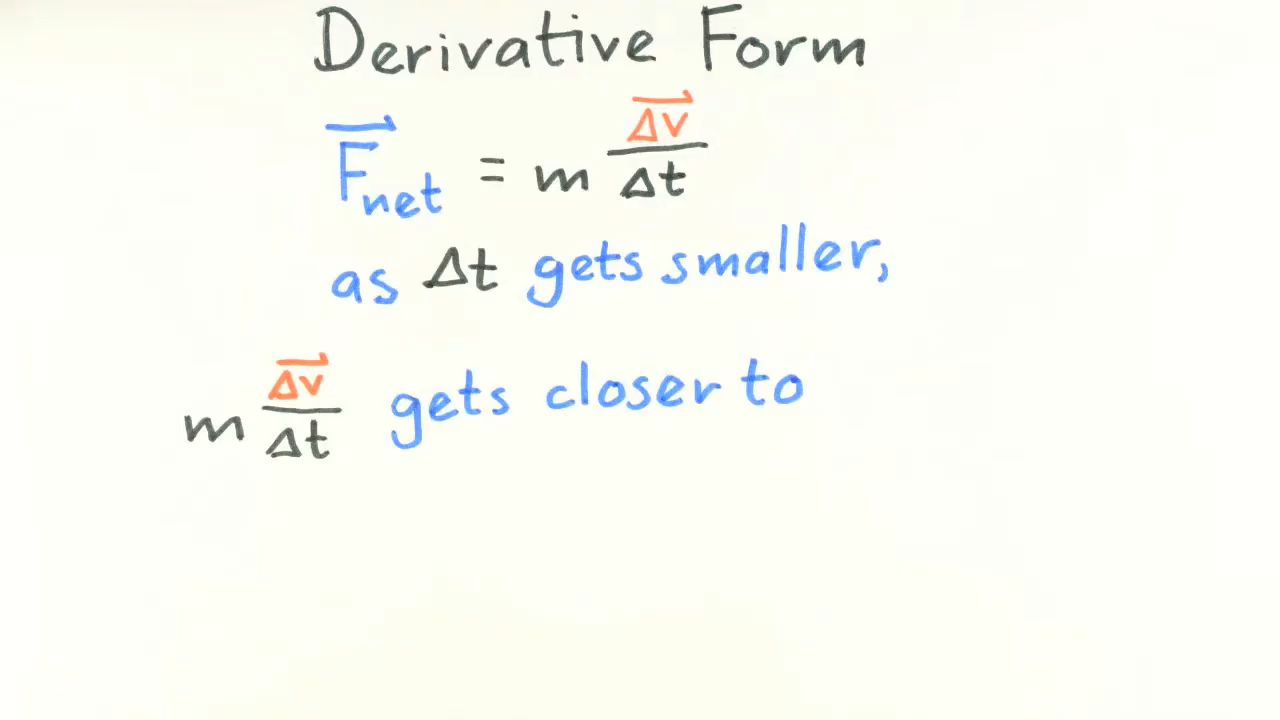 Derivative Form
F⃗net = m Δv⃗/Δt
as Δt gets smaller,
m Δv⃗/Δt gets closer to